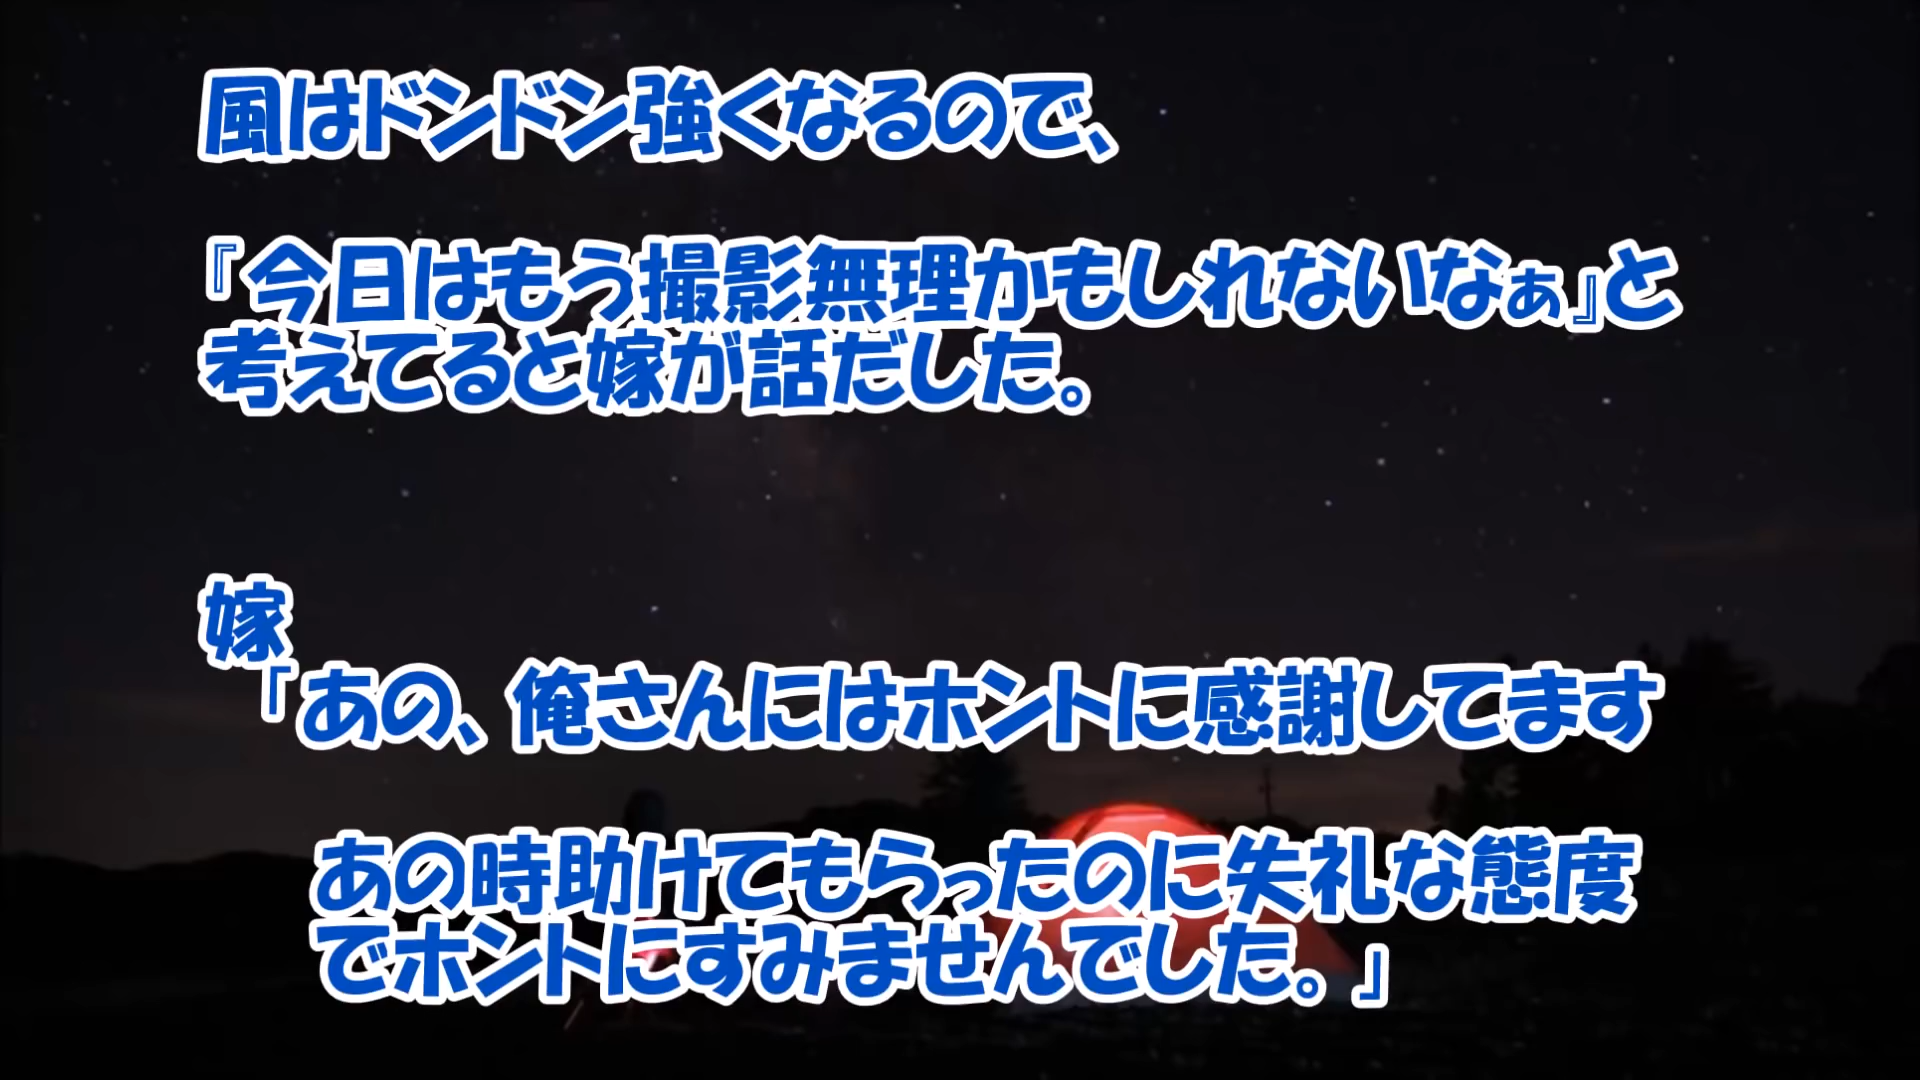 風はドンドン強くなるので、
『今日はもう撮影無理かもしれないなぁ』と
考えてると嫁が話だした。
嫁
「あの、俺さんにはホントに感謝してます
あの時助けてもらったのに失礼な態度
でホントにすみませんでした。」